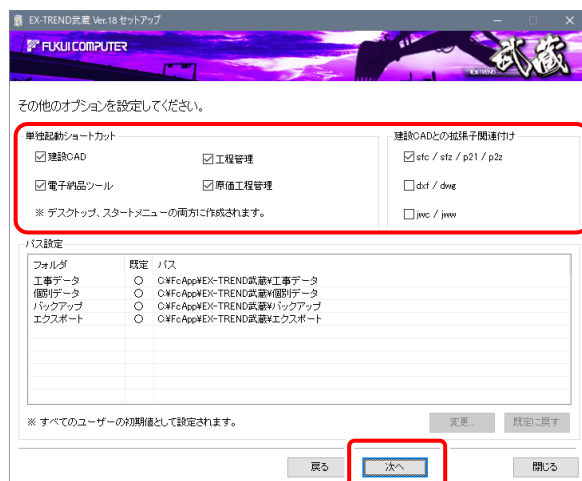 EX-TREND武蔵 Ver.18 セットアップ
FUKUI COMPUTER
EX-TREND 武蔵
その他のオプションを設定してください。
単独起動ショートカット
建設CAD
工程管理
電子納品ツール
原価工程管理
※ デスクトップ、スタートメニューの両方に作成されます。
建設CADとの拡張子関連付け
sfc / sfz / p21 / p2z
dxf / dwg
jwc / jww
パス設定
フォルダ 既定 パス
工事データ ○ C:¥FcApp¥EX-TREND武蔵¥工事データ
個別データ ○ C:¥FcApp¥EX-TREND武蔵¥個別データ
バックアップ ○ C:¥FcApp¥EX-TREND武蔵¥バックアップ
エクスポート ○ C:¥FcApp¥EX-TREND武蔵¥エクスポート
※ すべてのユーザーの初期値として設定されます。
変更... 既定に戻す
戻る 次へ 閉じる